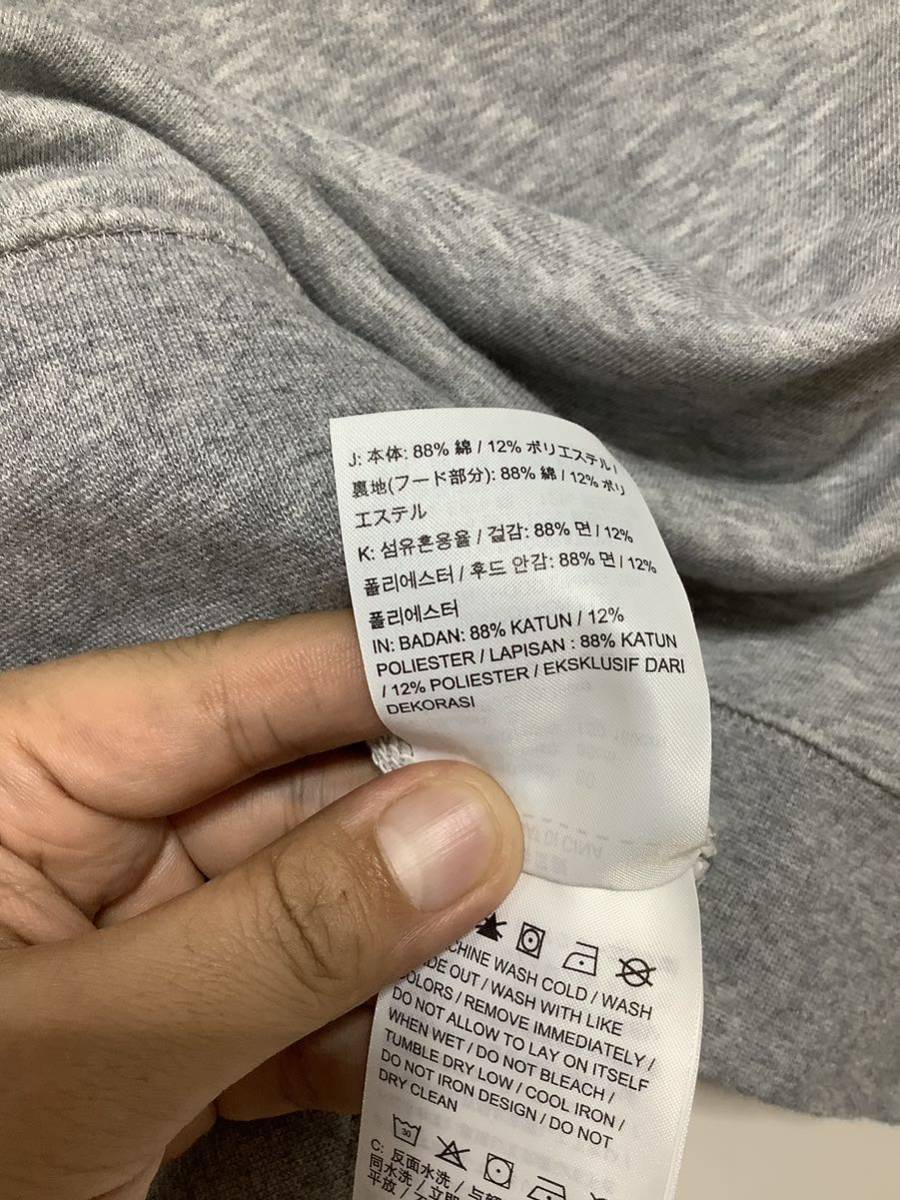 J: 本体: 88% 綿 / 12% ポリエステル /
裏地(フード部分): 88% 綿 / 12% ポリ
エステル
K: 섬유혼용율 / 겉감: 88% 면 / 12%
폴리에스터 / 후드 안감: 88% 면 / 12%
폴리에스터
IN: BADAN: 88% KATUN / 12%
POLIESTER / LAPISAN : 88% KATUN
/ 12% POLIESTER / EKSKLUSIF DARI
DEKORASI
CHINE WASH COLD / WASH
IDE OUT / WASH WITH LIKE
COLORS / REMOVE IMMEDIATELY /
DO NOT ALLOW TO LAY ON ITSELF
WHEN WET / DO NOT BLEACH /
TUMBLE DRY LOW / COOL IRON /
DO NOT IRON DESIGN / DO NOT
DRY CLEAN
30
C: 反面水洗 /
同水洗 / 立即
平放 /